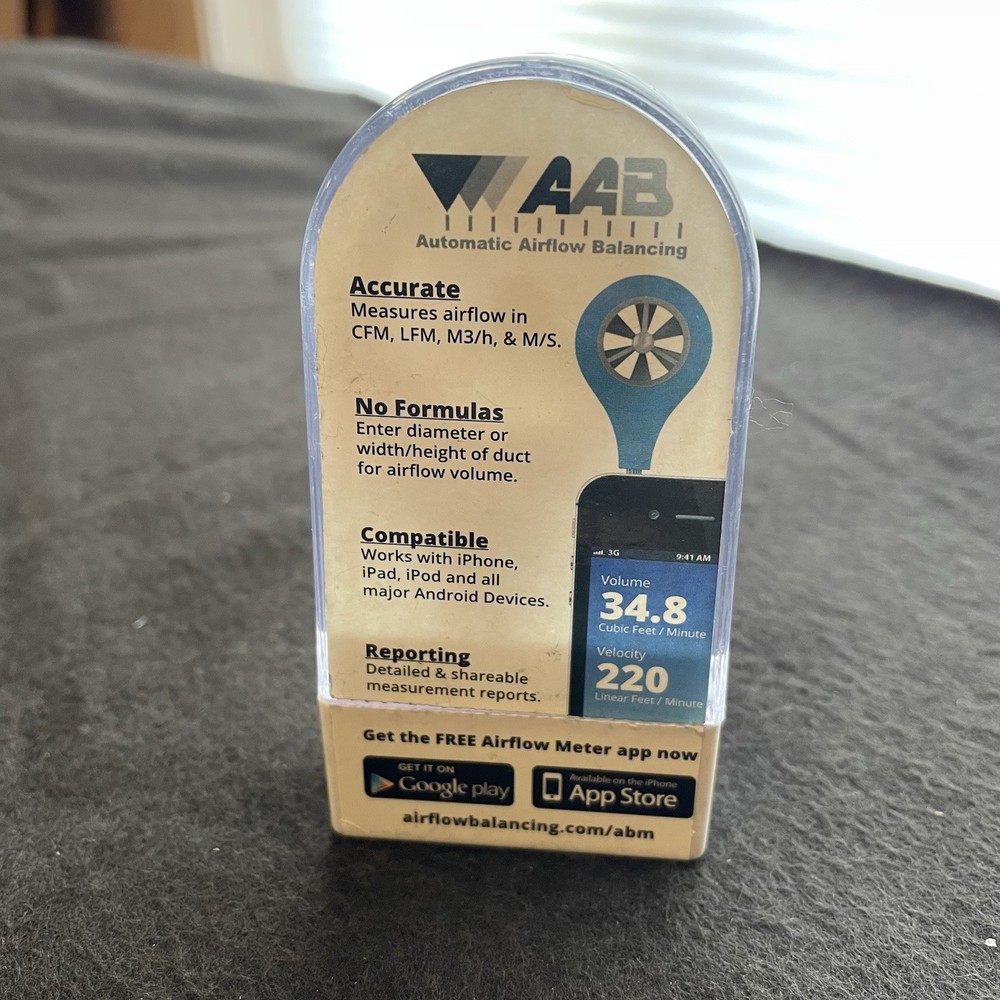 AAB
Automatic Airflow Balancing
Accurate
Measures airflow in
CFM, LFM, M3/h, & M/S.
No Formulas
Enter diameter or
width/height of duct
for airflow volume.
Compatible
Works with iPhone,
iPad, iPod and all
major Android Devices.
Reporting
Detailed & shareable
measurement reports.
3G 9:41 AM
Volume
34.8
Cubic Feet / Minute
Velocity
220
Linear Feet / Minute
Get the FREE Airflow Meter app now
GET IT ON
Google play
Available on the iPhone
App Store
airflowbalancing.com/abm